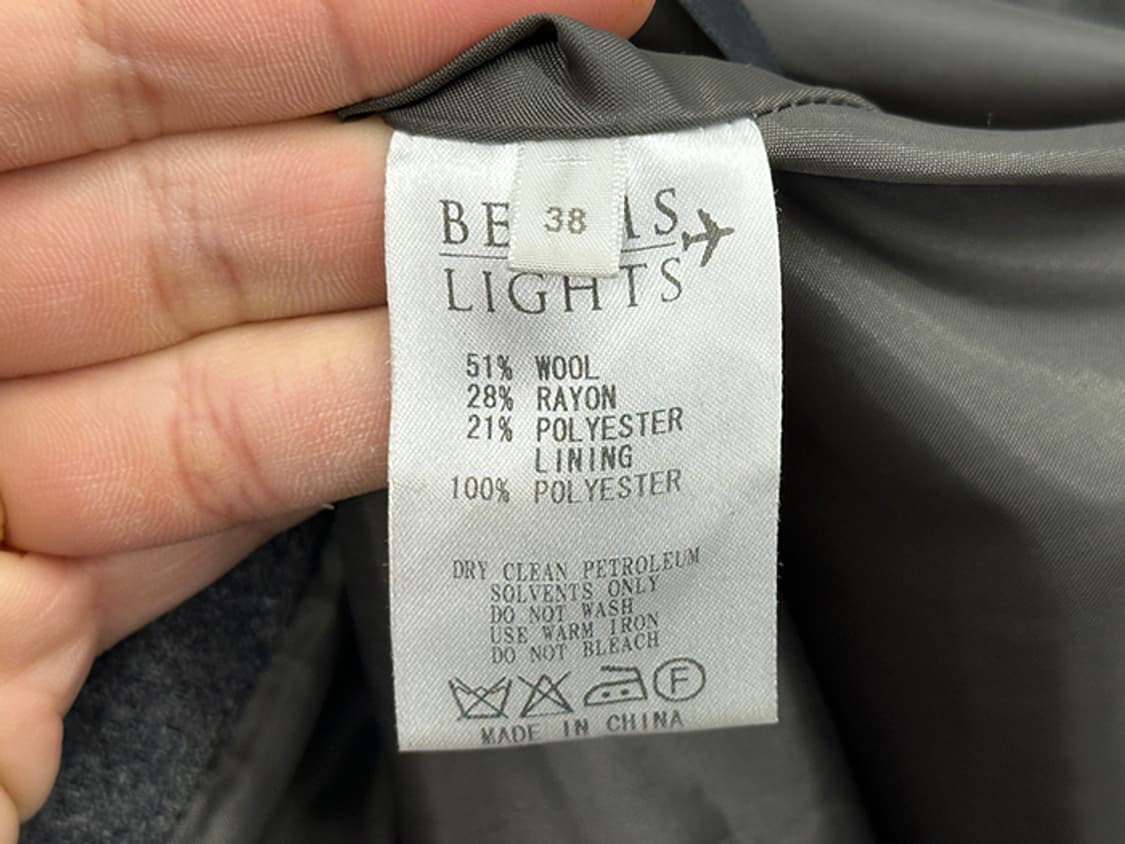 38
LIGHTS
51% WOOL
28% RAYON
21% POLYESTER
LINING
100% POLYESTER
DRY CLEAN PETROLEUM
SOLVENTS ONLY
DO NOT WASH
USE WARM IRON
DO NOT BLEACH
F
MADE IN CHINA